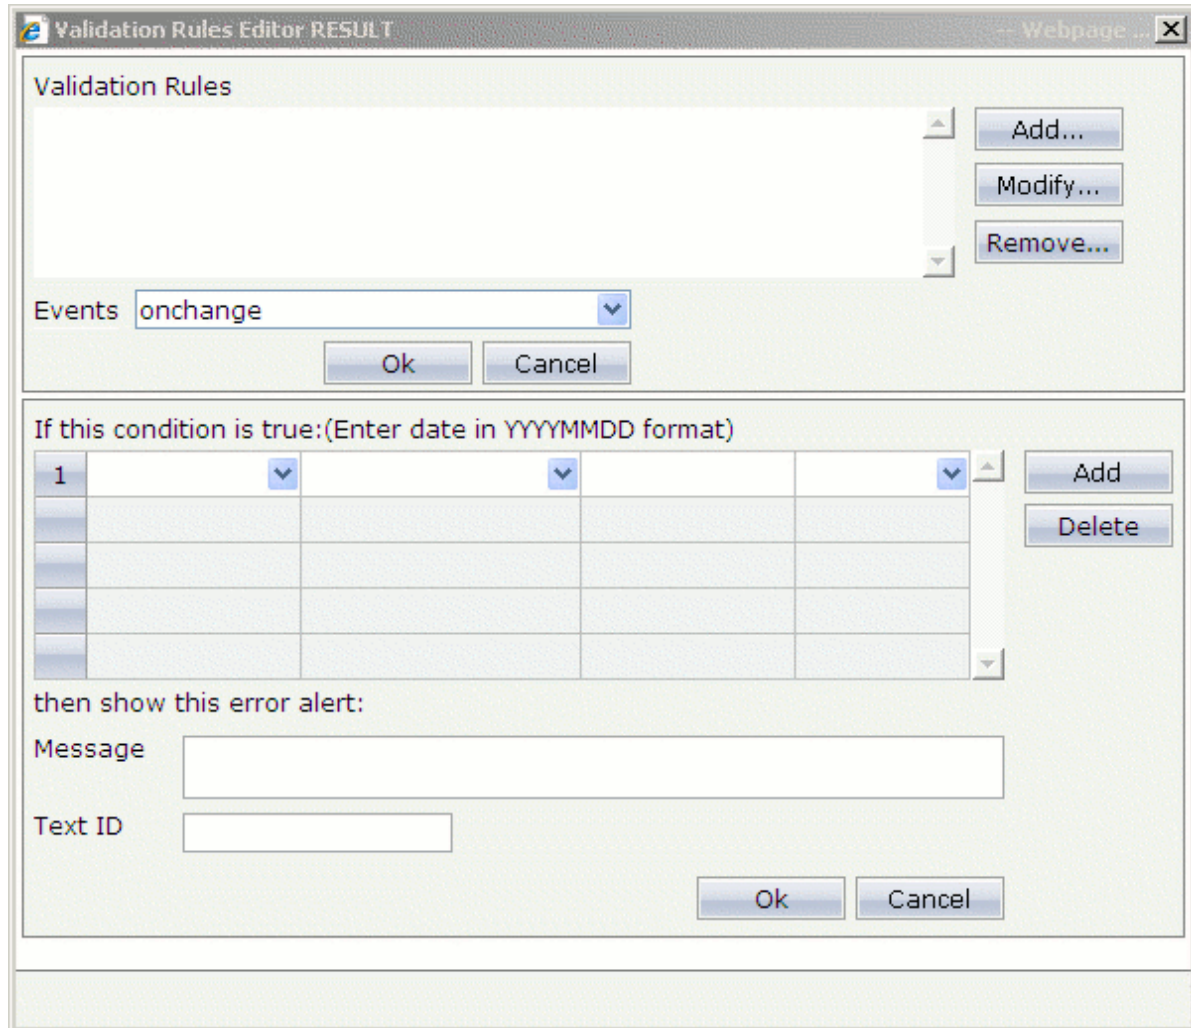 Validation Rules Editor RESULT -- Webpage ...
Validation Rules
Add...
Modify...
Remove...
Events onchange
Ok Cancel
If this condition is true:(Enter date in YYYYMMDD format)
1
Add
Delete
then show this error alert:
Message
Text ID
Ok Cancel